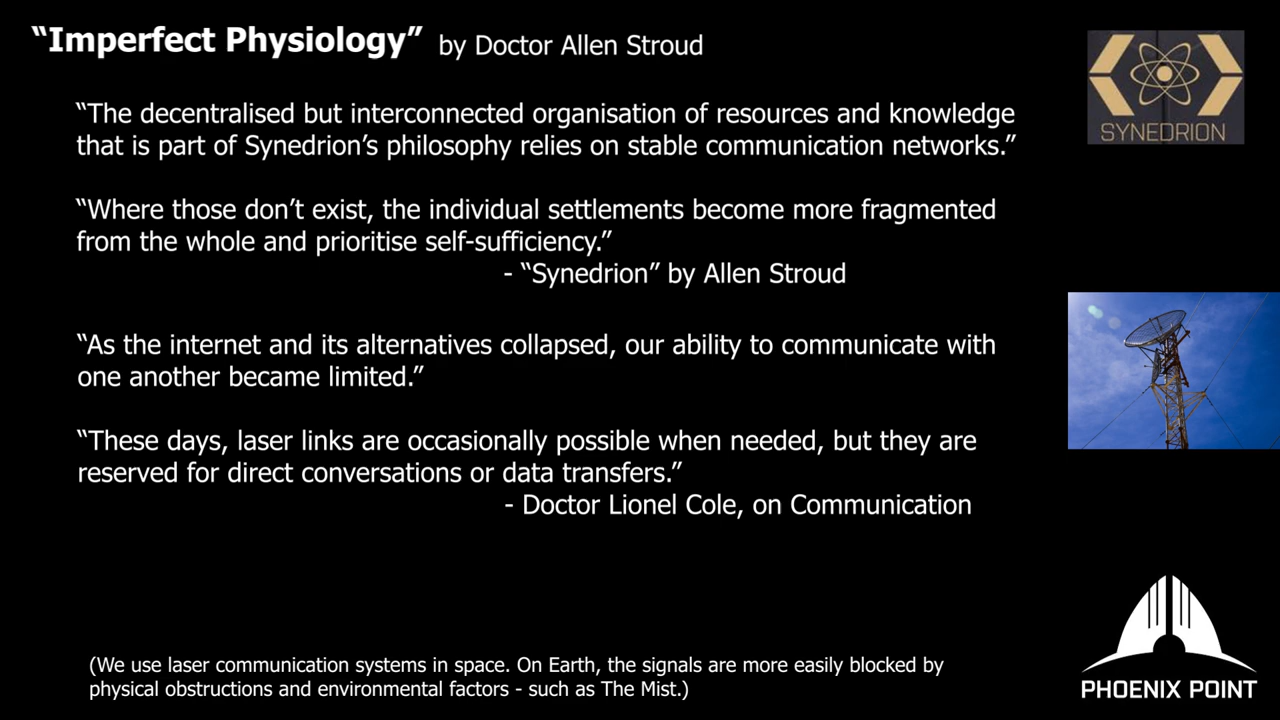 “Imperfect Physiology” by Doctor Allen Stroud
SYNEDRION
“The decentralised but interconnected organisation of resources and knowledge
that is part of Synedrion’s philosophy relies on stable communication networks.”
“Where those don’t exist, the individual settlements become more fragmented
from the whole and prioritise self-sufficiency.”
- “Synedrion” by Allen Stroud
“As the internet and its alternatives collapsed, our ability to communicate with
one another became limited.”
“These days, laser links are occasionally possible when needed, but they are
reserved for direct conversations or data transfers.”
- Doctor Lionel Cole, on Communication
(We use laser communication systems in space. On Earth, the signals are more easily blocked by
physical obstructions and environmental factors - such as The Mist.)
PHOENIX POINT